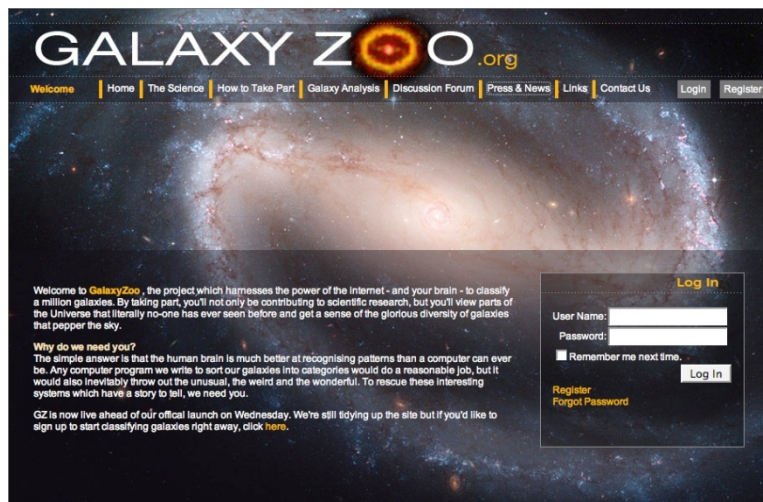 GALAXY ZOO.org
Welcome Home The Science How to Take Part Galaxy Analysis Discussion Forum Press & News Links Contact Us Login Register
Welcome to GalaxyZoo , the project which harnesses the power of the internet - and your brain - to classify
a million galaxies. By taking part, you'll not only be contributing to scientific research, but you'll view parts of
the Universe that literally no-one has ever seen before and get a sense of the glorious diversity of galaxies
that pepper the sky.
Why do we need you?
The simple answer is that the human brain is much better at recognising patterns than a computer can ever
be. Any computer program we write to sort our galaxies into categories would do a reasonable job, but it
would also inevitably throw out the unusual, the weird and the wonderful. To rescue these interesting
systems which have a story to tell, we need you.
GZ is now live ahead of our offical launch on Wednesday. We're still tidying up the site but if you'd like to
sign up to start classifying galaxies right away, click here.
Log In
User Name:
Password:
Remember me next time.
Log In
Register
Forgot Password